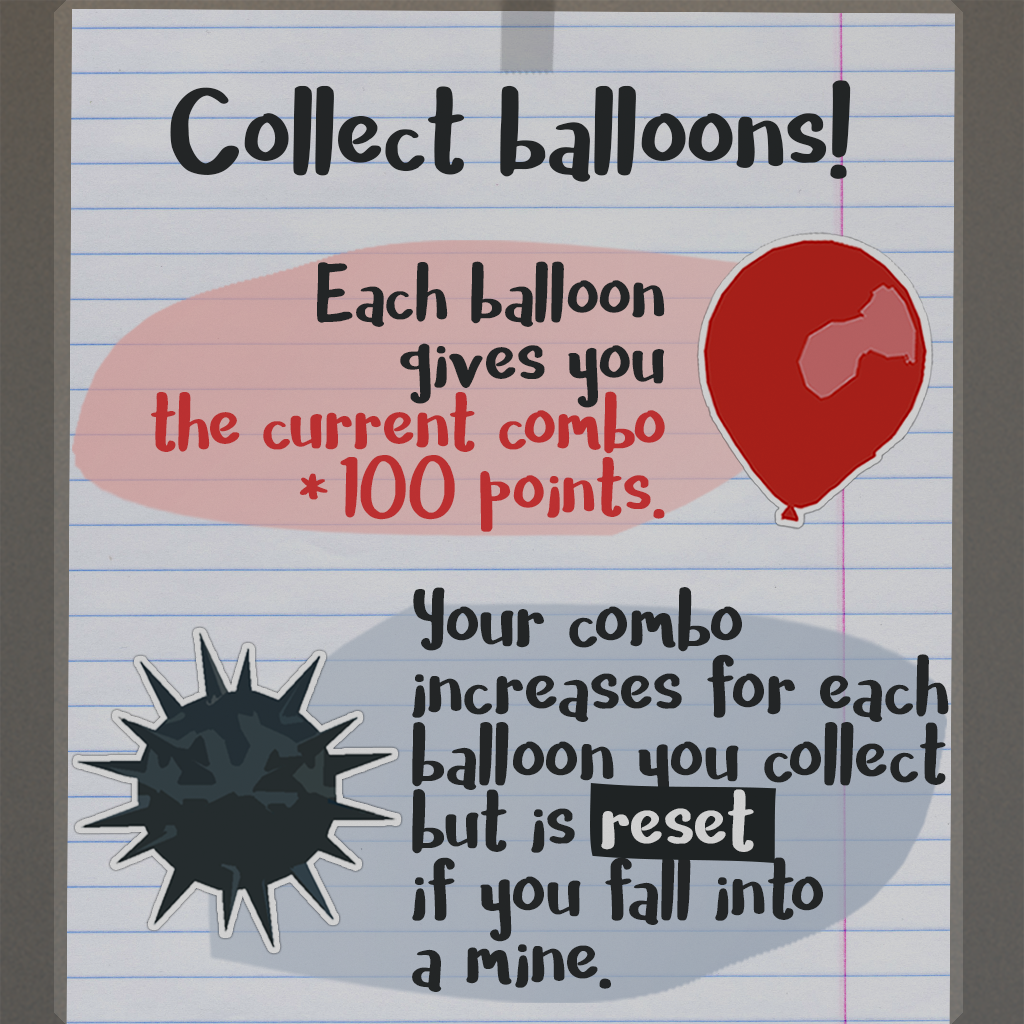 Collect balloons!
Each balloon
gives you
the current combo
*100 points.
Your combo
increases for each
balloon you collect
but is reset
if you fall into
a mine.